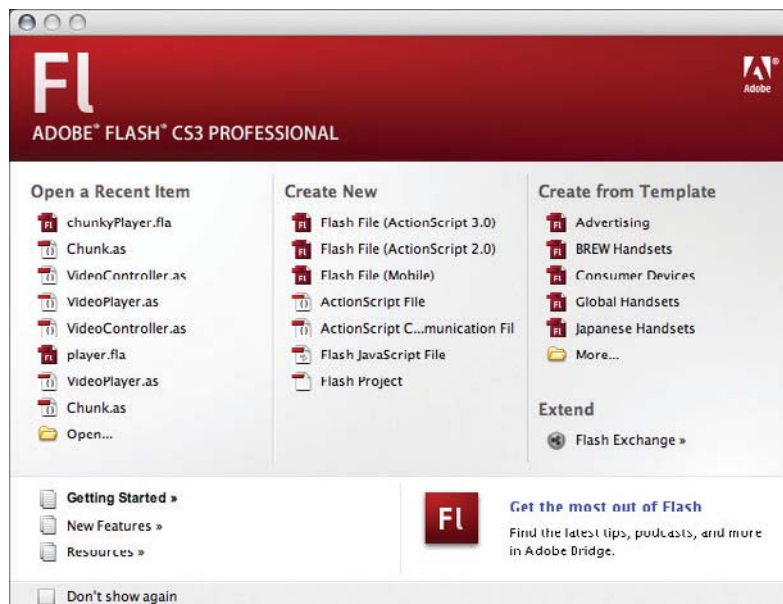 Fl
Adobe
ADOBE® FLASH® CS3 PROFESSIONAL
Open a Recent Item
chunkyPlayer.fla
Chunk.as
VideoController.as
VideoPlayer.as
VideoController.as
player.fla
VideoPlayer.as
Chunk.as
Open...
Create New
Flash File (ActionScript 3.0)
Flash File (ActionScript 2.0)
Flash File (Mobile)
ActionScript File
ActionScript C...munication Fil
Flash JavaScript File
Flash Project
Create from Template
Advertising
BREW Handsets
Consumer Devices
Global Handsets
Japanese Handsets
More...
Extend
Flash Exchange »
Getting Started »
New Features »
Resources »
Fl
Get the most out of Flash
Find the latest tips, podcasts, and more
in Adobe Bridge.
Don't show again